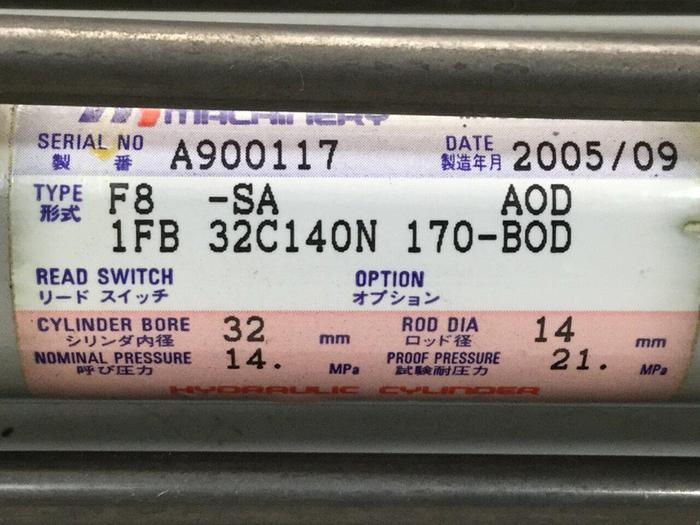 MACHINERY
SERIAL NO A900117 DATE 2005/09
製 番 製造年月
TYPE F8 -SA AOD
形式 1FB 32C140N 170-BOD
READ SWITCH OPTION
リード スイッチ オプション
CYLINDER BORE 32 mm ROD DIA 14 mm
シリンダ内径 ロッド径
NOMINAL PRESSURE 14. MPa PROOF PRESSURE 21. MPa
呼び圧力 試験耐圧力
HYDRAULIC CYLINDER